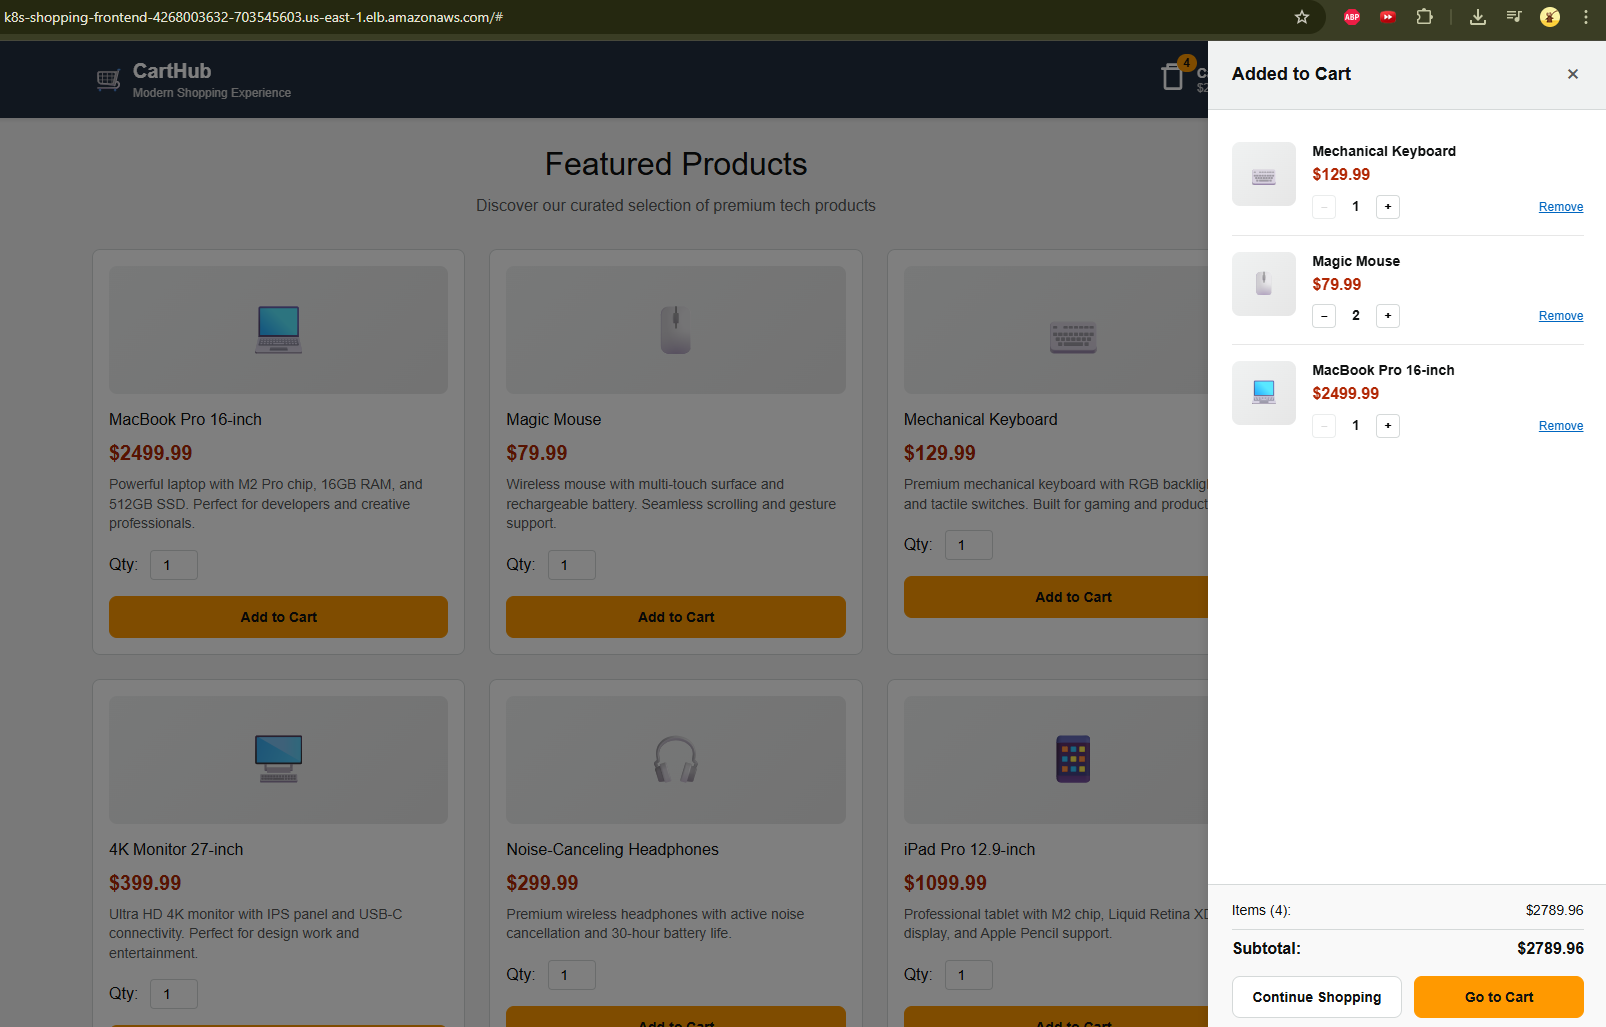 k8s-shopping-frontend-4268003632-703545603.us-east-1.elb.amazonaws.com/#
ABP
CartHub
Modern Shopping Experience
4
Added to Cart
Featured Products
Discover our curated selection of premium tech products
MacBook Pro 16-inch
$2499.99
Powerful laptop with M2 Pro chip, 16GB RAM, and
512GB SSD. Perfect for developers and creative
professionals.
Qty: 1
Add to Cart
Magic Mouse
$79.99
Wireless mouse with multi-touch surface and
rechargeable battery. Seamless scrolling and gesture
support.
Qty: 1
Add to Cart
Mechanical Keyboard
$129.99
Premium mechanical keyboard with RGB
and tactile switches. Built for gaming and
Qty: 1
Add to Cart
4K Monitor 27-inch
$399.99
Ultra HD 4K monitor with IPS panel and USB-C
connectivity. Perfect for design work and
entertainment.
Qty: 1
Noise-Canceling Headphones
$299.99
Premium wireless headphones with active noise
cancellation and 30-hour battery life.
Qty: 1
Add to Cart
iPad Pro 12.9-inch
$1099.99
Professional tablet with M2 chip, Liquid Retina
display, and Apple Pencil support.
Qty: 1
Add to Cart
Mechanical Keyboard
$129.99
− 1 + Remove
Magic Mouse
$79.99
− 2 + Remove
MacBook Pro 16-inch
$2499.99
− 1 + Remove
Items (4): $2789.96
Subtotal: $2789.96
Continue Shopping
Go to Cart